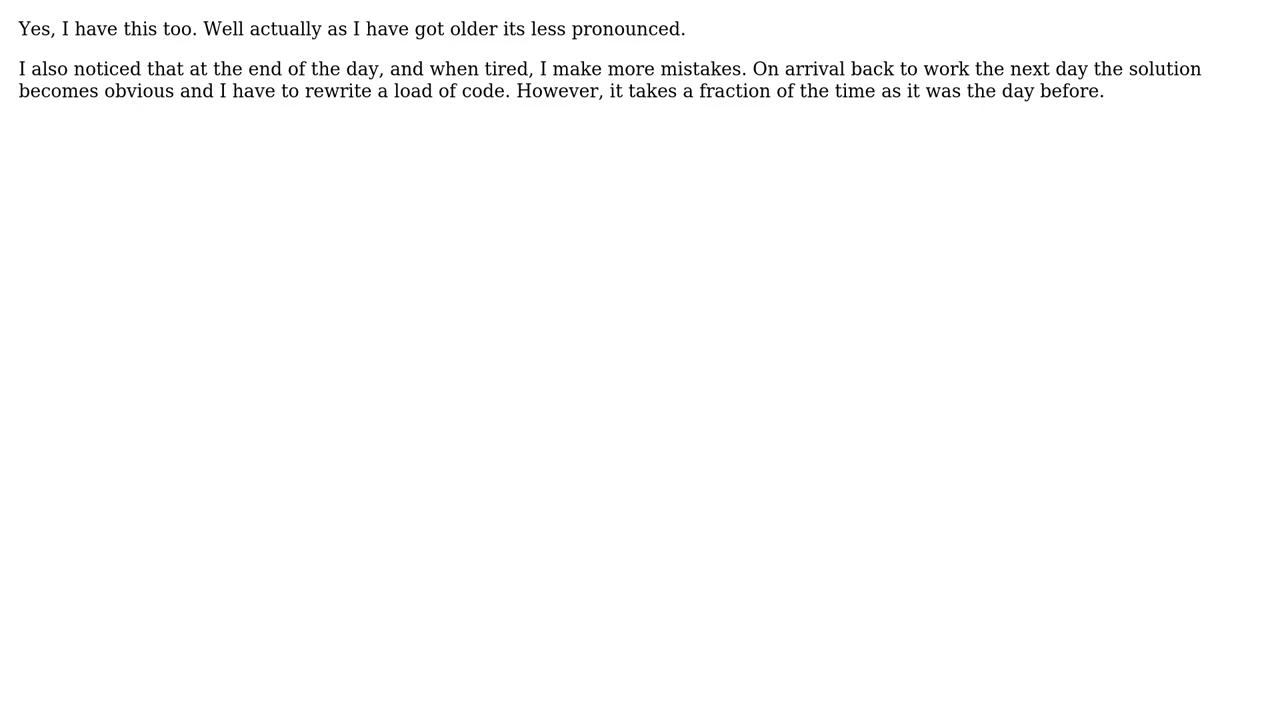 Yes, I have this too. Well actually as I have got older its less pronounced.
I also noticed that at the end of the day, and when tired, I make more mistakes. On arrival back to work the next day the solution
becomes obvious and I have to rewrite a load of code. However, it takes a fraction of the time as it was the day before.